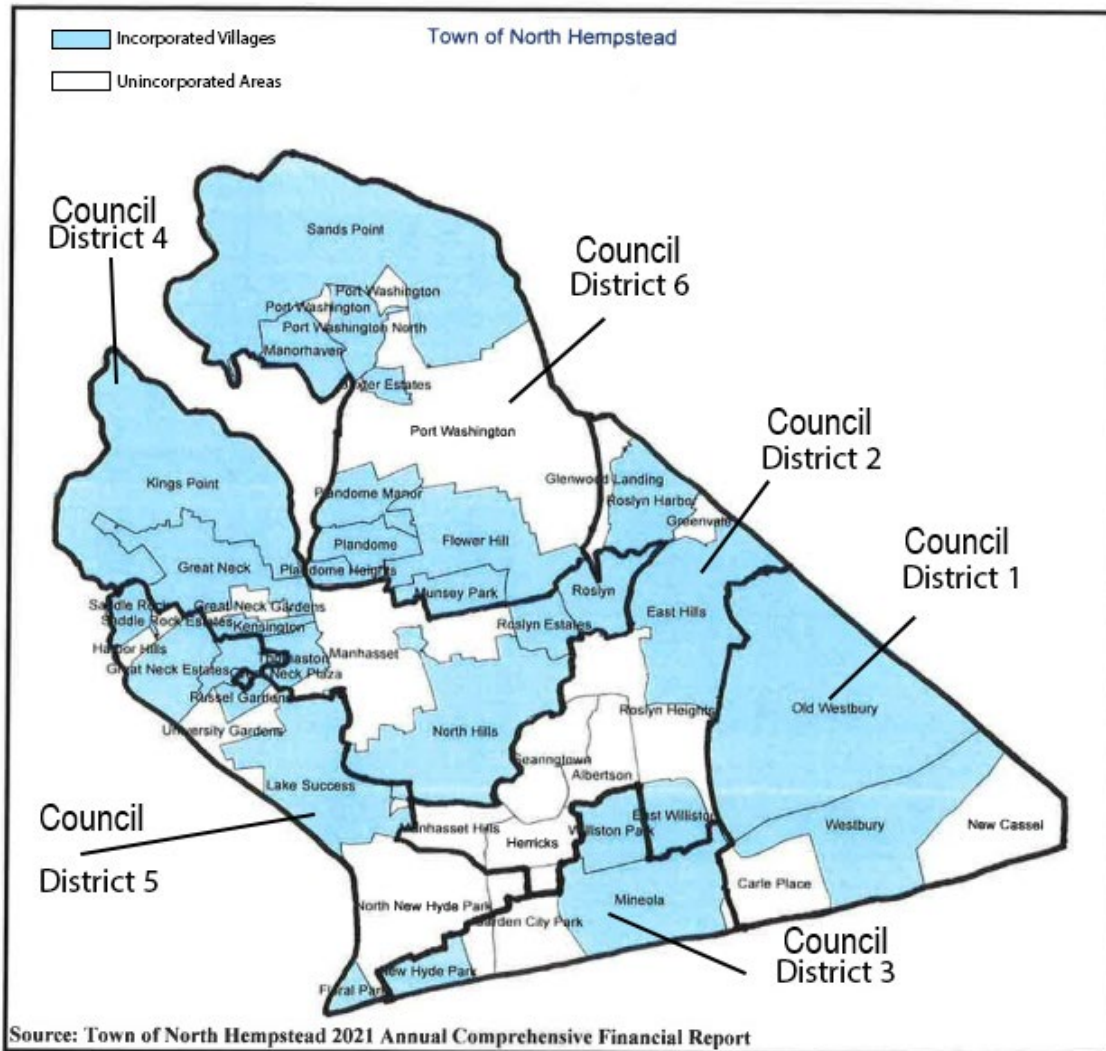 Incorporated Villages
Town of North Hempstead
Unincorporated Areas
Council
District 4
Sands Point
Council
District 6
Port Washington
Port Washington
Port Washington North
Manorhaven
Estates
Port Washington
Council
District 2
Kings Point
Glenwood Landing
Plandome Manor
Roslyn Harbor
Greenvale
Plandome
Flower Hill
Council
District 1
Great Neck
Plandome Heights
Munsey Park
Roslyn
Saddle Rock
Great Neck Gardens
East Hills
Saddle Rock Estates
Kensington
Roslyn Estates
Harbor Hills
Thomaston
Manhasset
Great Neck Estates
Neck Plaza
Russel Gardens
Old Westbury
Roslyn Heights
University Gardens
North Hills
Searingtown
Albertson
Lake Success
Council
District 5
Manhasset Hills
Herricks
Williston Park
East Williston
Westbury
New Cassel
Carle Place
North New Hyde Park
Mineola
Garden City Park
Council
District 3
New Hyde Park
Floral Park
Source: Town of North Hempstead 2021 Annual Comprehensive Financial Report